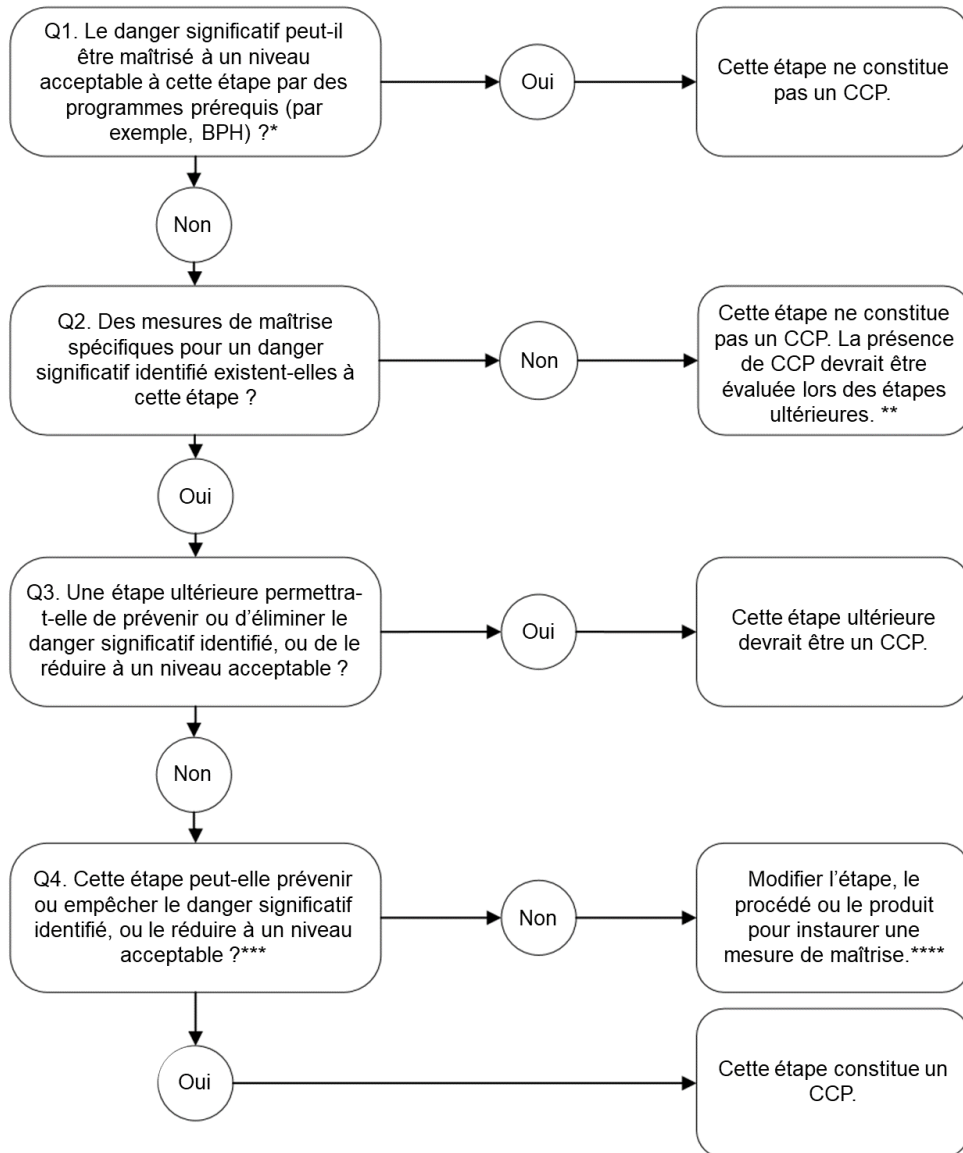 Q1. Le danger significatif peut-il
être maîtrisé à un niveau
acceptable à cette étape par des
programmes prérequis (par
exemple, BPH) ?*
Oui
Cette étape ne constitue
pas un CCP.
Non
Q2. Des mesures de maîtrise
spécifiques pour un danger
significatif identifié existent-elles à
cette étape ?
Non
Cette étape ne constitue
pas un CCP. La présence
de CCP devrait être
évaluée lors des étapes
ultérieures. **
Oui
Q3. Une étape ultérieure permettra-
t-elle de prévenir ou d’éliminer le
danger significatif identifié, ou de le
réduire à un niveau acceptable ?
Oui
Cette étape ultérieure
devrait être un CCP.
Non
Q4. Cette étape peut-elle prévenir
ou empêcher le danger significatif
identifié, ou le réduire à un niveau
acceptable ?***
Non
Modifier l’étape, le
procédé ou le produit
pour instaurer une
mesure de maîtrise.****
Oui
Cette étape constitue un
CCP.